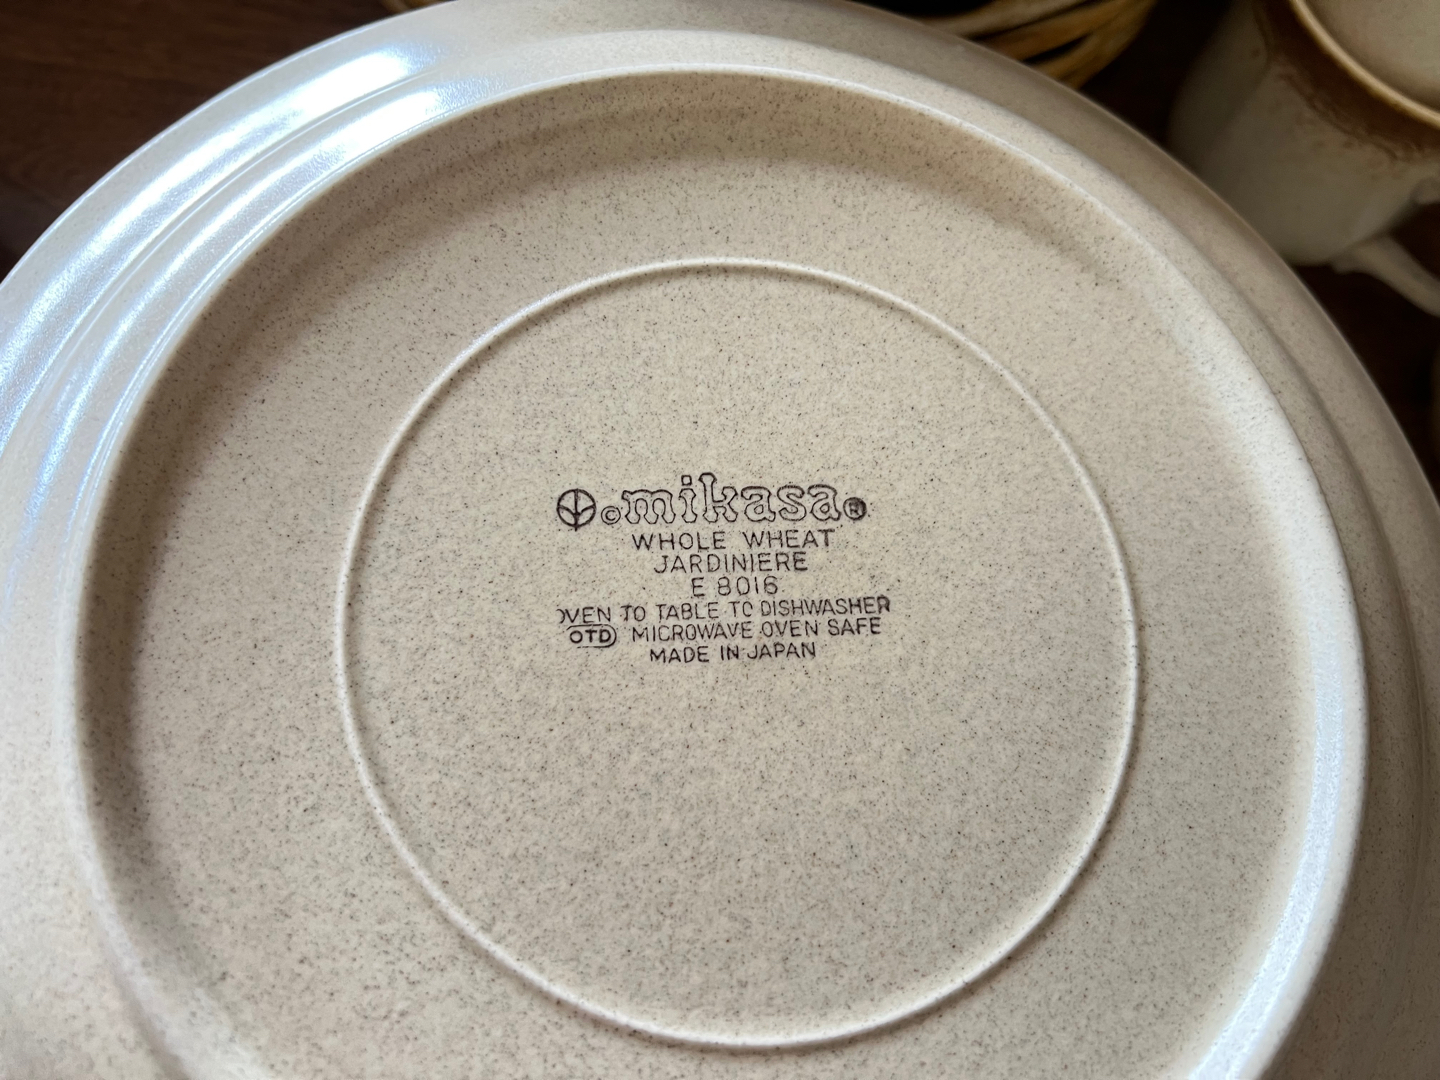 ©mikasa®
WHOLE WHEAT
JARDINIERE
E 8016
OVEN TO TABLE TO DISHWASHER
OTD MICROWAVE OVEN SAFE
MADE IN JAPAN